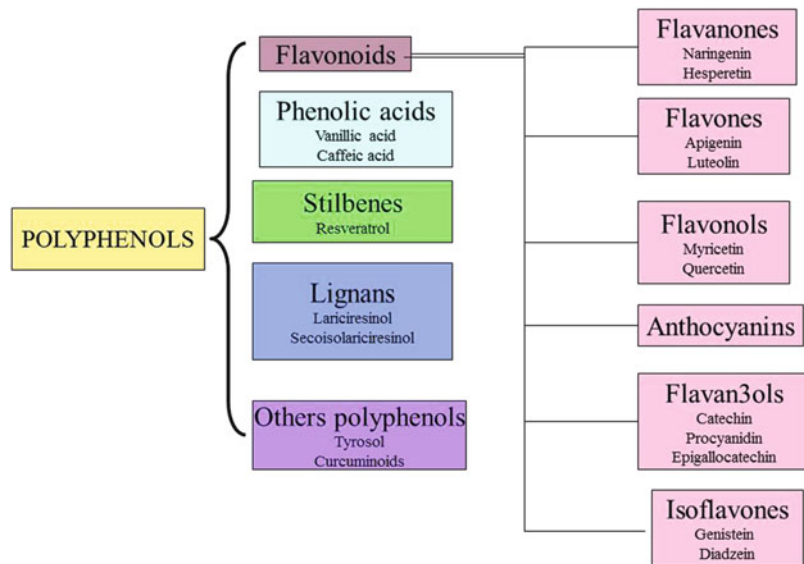 POLYPHENOLS
Flavonoids
Phenolic acids
Vanillic acid
Caffeic acid
Stilbenes
Resveratrol
Lignans
Lariciresinol
Secoisolariciresinol
Others polyphenols
Tyrosol
Curcuminoids
Flavanones
Naringenin
Hesperetin
Flavones
Apigenin
Luteolin
Flavonols
Myricetin
Quercetin
Anthocyanins
Flavan3ols
Catechin
Procyanidin
Epigallocatechin
Isoflavones
Genistein
Diadzein